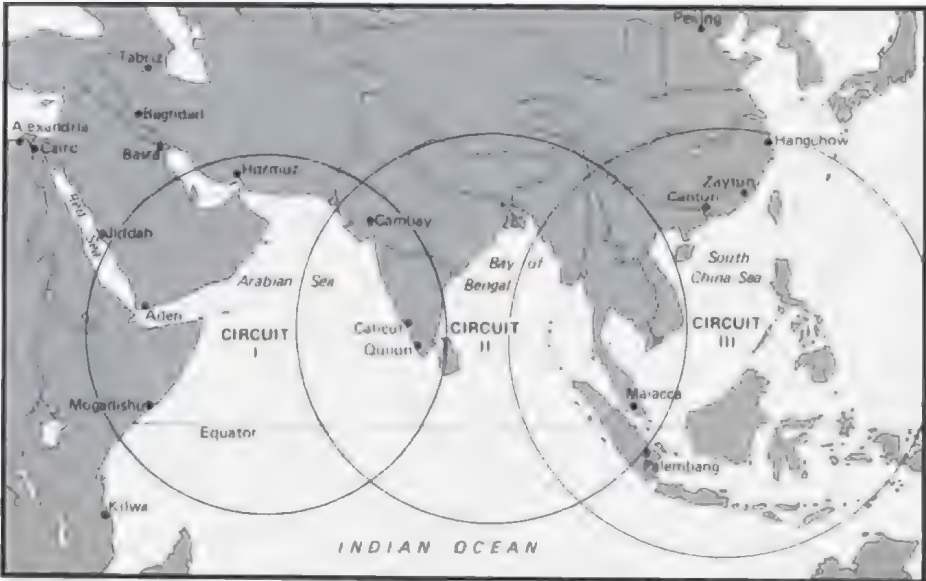 Peking
Tabriz
Baghdad
Alexandria
Cairo
Basra
Hormuz
Hangchow
Zaytun
Canton
Cambay
Red
Sea
Jiddah
Bay of
Bengal
South
China Sea
Arabian Sea
Aden
CIRCUIT
I
Calicut
Quilon
CIRCUIT
II
CIRCUIT
III
Mogadishu
Malacca
Equator
Palembang
Kilwa
INDIAN OCEAN